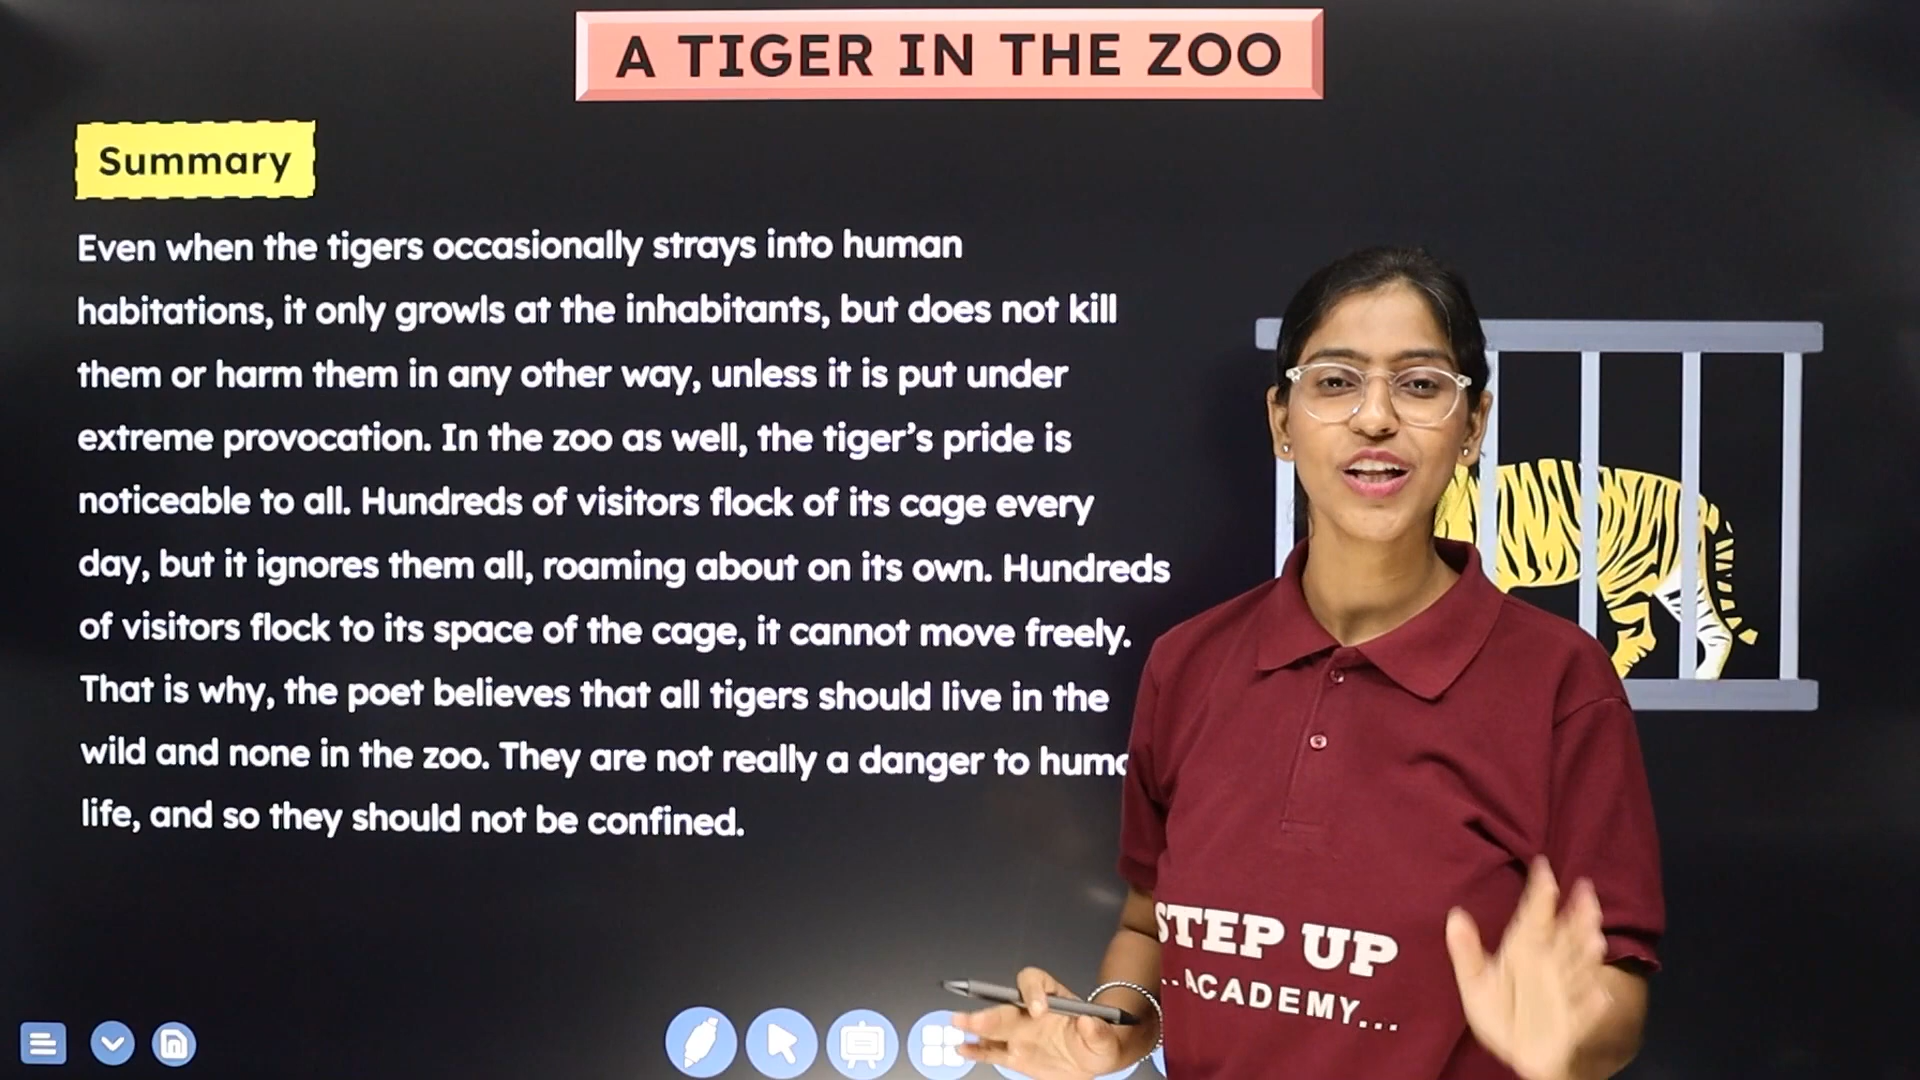 A TIGER IN THE ZOO
Summary
Even when the tigers occasionally strays into human
habitations, it only growls at the inhabitants, but does not kill
them or harm them in any other way, unless it is put under
extreme provocation. In the zoo as well, the tiger's pride is
noticeable to all. Hundreds of visitors flock of its cage every
day, but it ignores them all, roaming about on its own. Hundreds
of visitors flock to its space of the cage, it cannot move freely.
That is why, the poet believes that all tigers should live in the
wild and none in the zoo. They are not really a danger to
life, and so they should not be confined.
STEP UP
..ACADEMY...